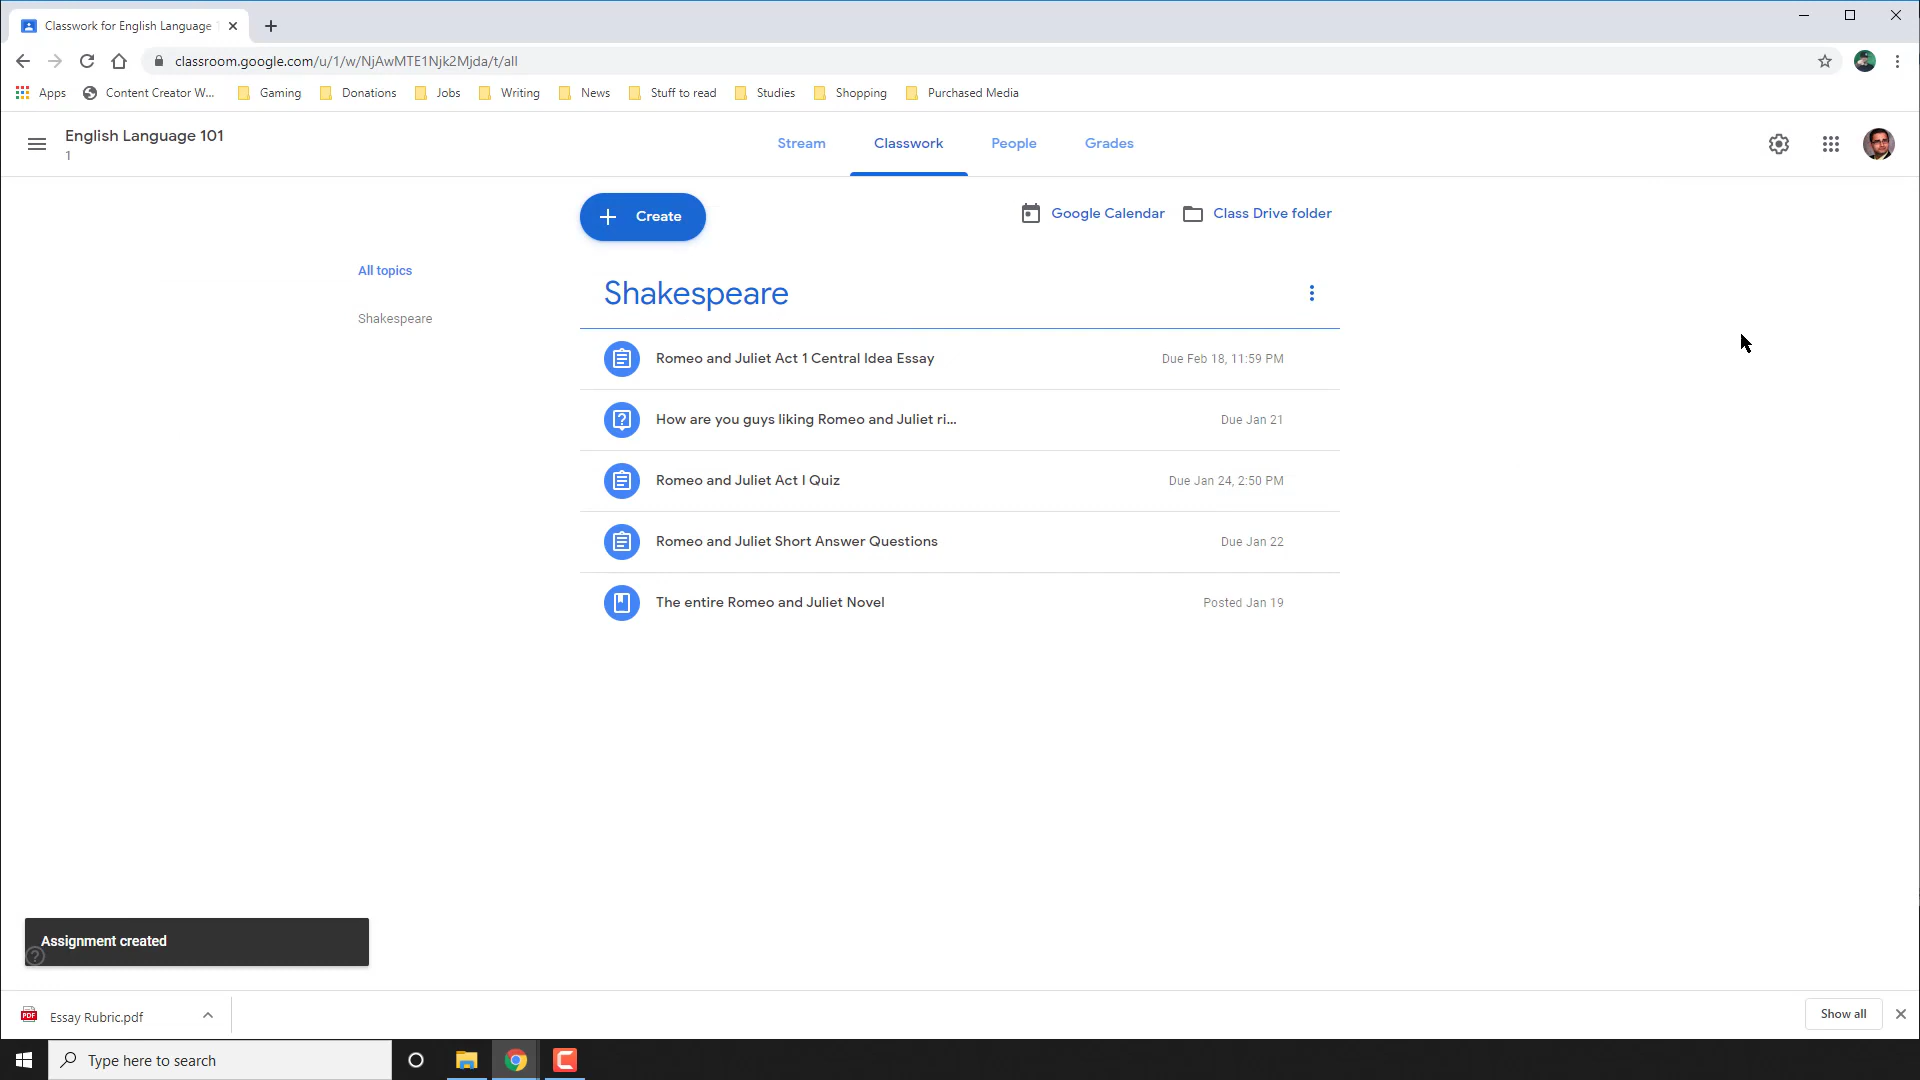 Classwork for English Language
classroom.google.com/u/1/w/NjAwMTE1Njk2Mjda/t/all
Apps Content Creator W... Gaming Donations Jobs Writing News Stuff to read Studies Shopping Purchased Media
English Language 101
1
Stream Classwork People Grades
Create
Google Calendar Class Drive folder
All topics
Shakespeare
Shakespeare
Romeo and Juliet Act 1 Central Idea Essay Due Feb 18, 11:59 PM
How are you guys liking Romeo and Juliet ri... Due Jan 21
Romeo and Juliet Act I Quiz Due Jan 24, 2:50 PM
Romeo and Juliet Short Answer Questions Due Jan 22
The entire Romeo and Juliet Novel Posted Jan 19
Assignment created
PDF Essay Rubric.pdf
Show all
Type here to search